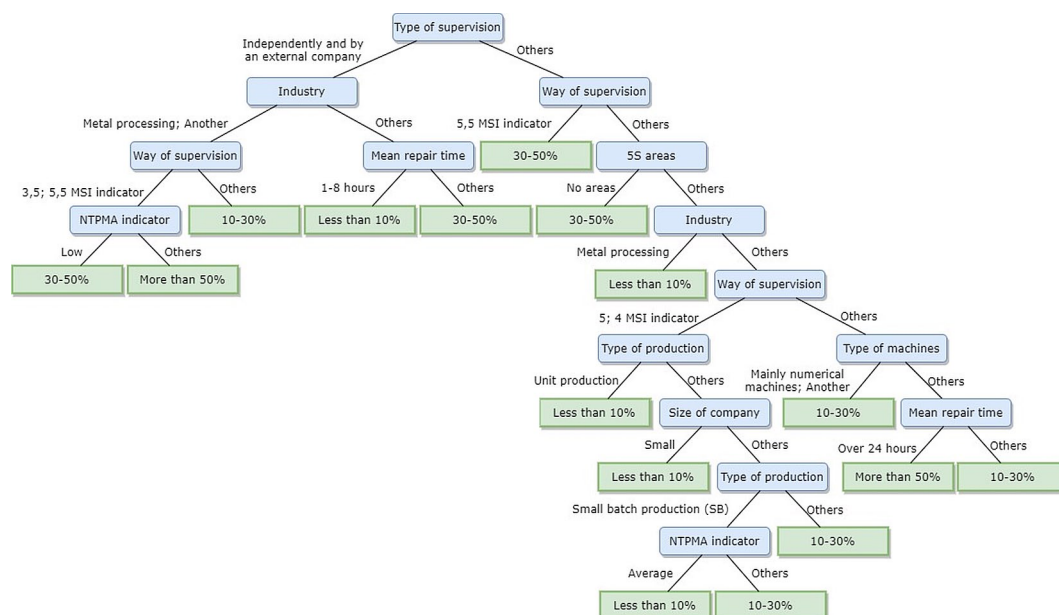 Type of supervision
Independently and by
an external company
Others
Industry
Way of supervision
Metal processing; Another
Others
5,5 MSI indicator
Others
Way of supervision
Mean repair time
30-50%
5S areas
3,5; 5,5 MSI indicator
Others
1-8 hours
Others
No areas
Others
NTPMA indicator
10-30%
Less than 10%
30-50%
30-50%
Industry
Low
Others
Metal processing
Others
30-50%
More than 50%
Less than 10%
Way of supervision
5; 4 MSI indicator
Others
Type of production
Type of machines
Unit production
Others
Mainly numerical
machines; Another
Others
Less than 10%
Size of company
10-30%
Mean repair time
Small
Others
Over 24 hours
Others
Less than 10%
Type of production
More than 50%
10-30%
Small batch production (SB)
Others
NTPMA indicator
10-30%
Average
Others
Less than 10%
10-30%